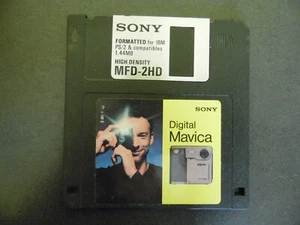 SONY
FORMATTED for IBM
PS/2 & compatibles
1.44MB
HIGH DENSITY
MFD-2HD
SONY
Digital
Mavica